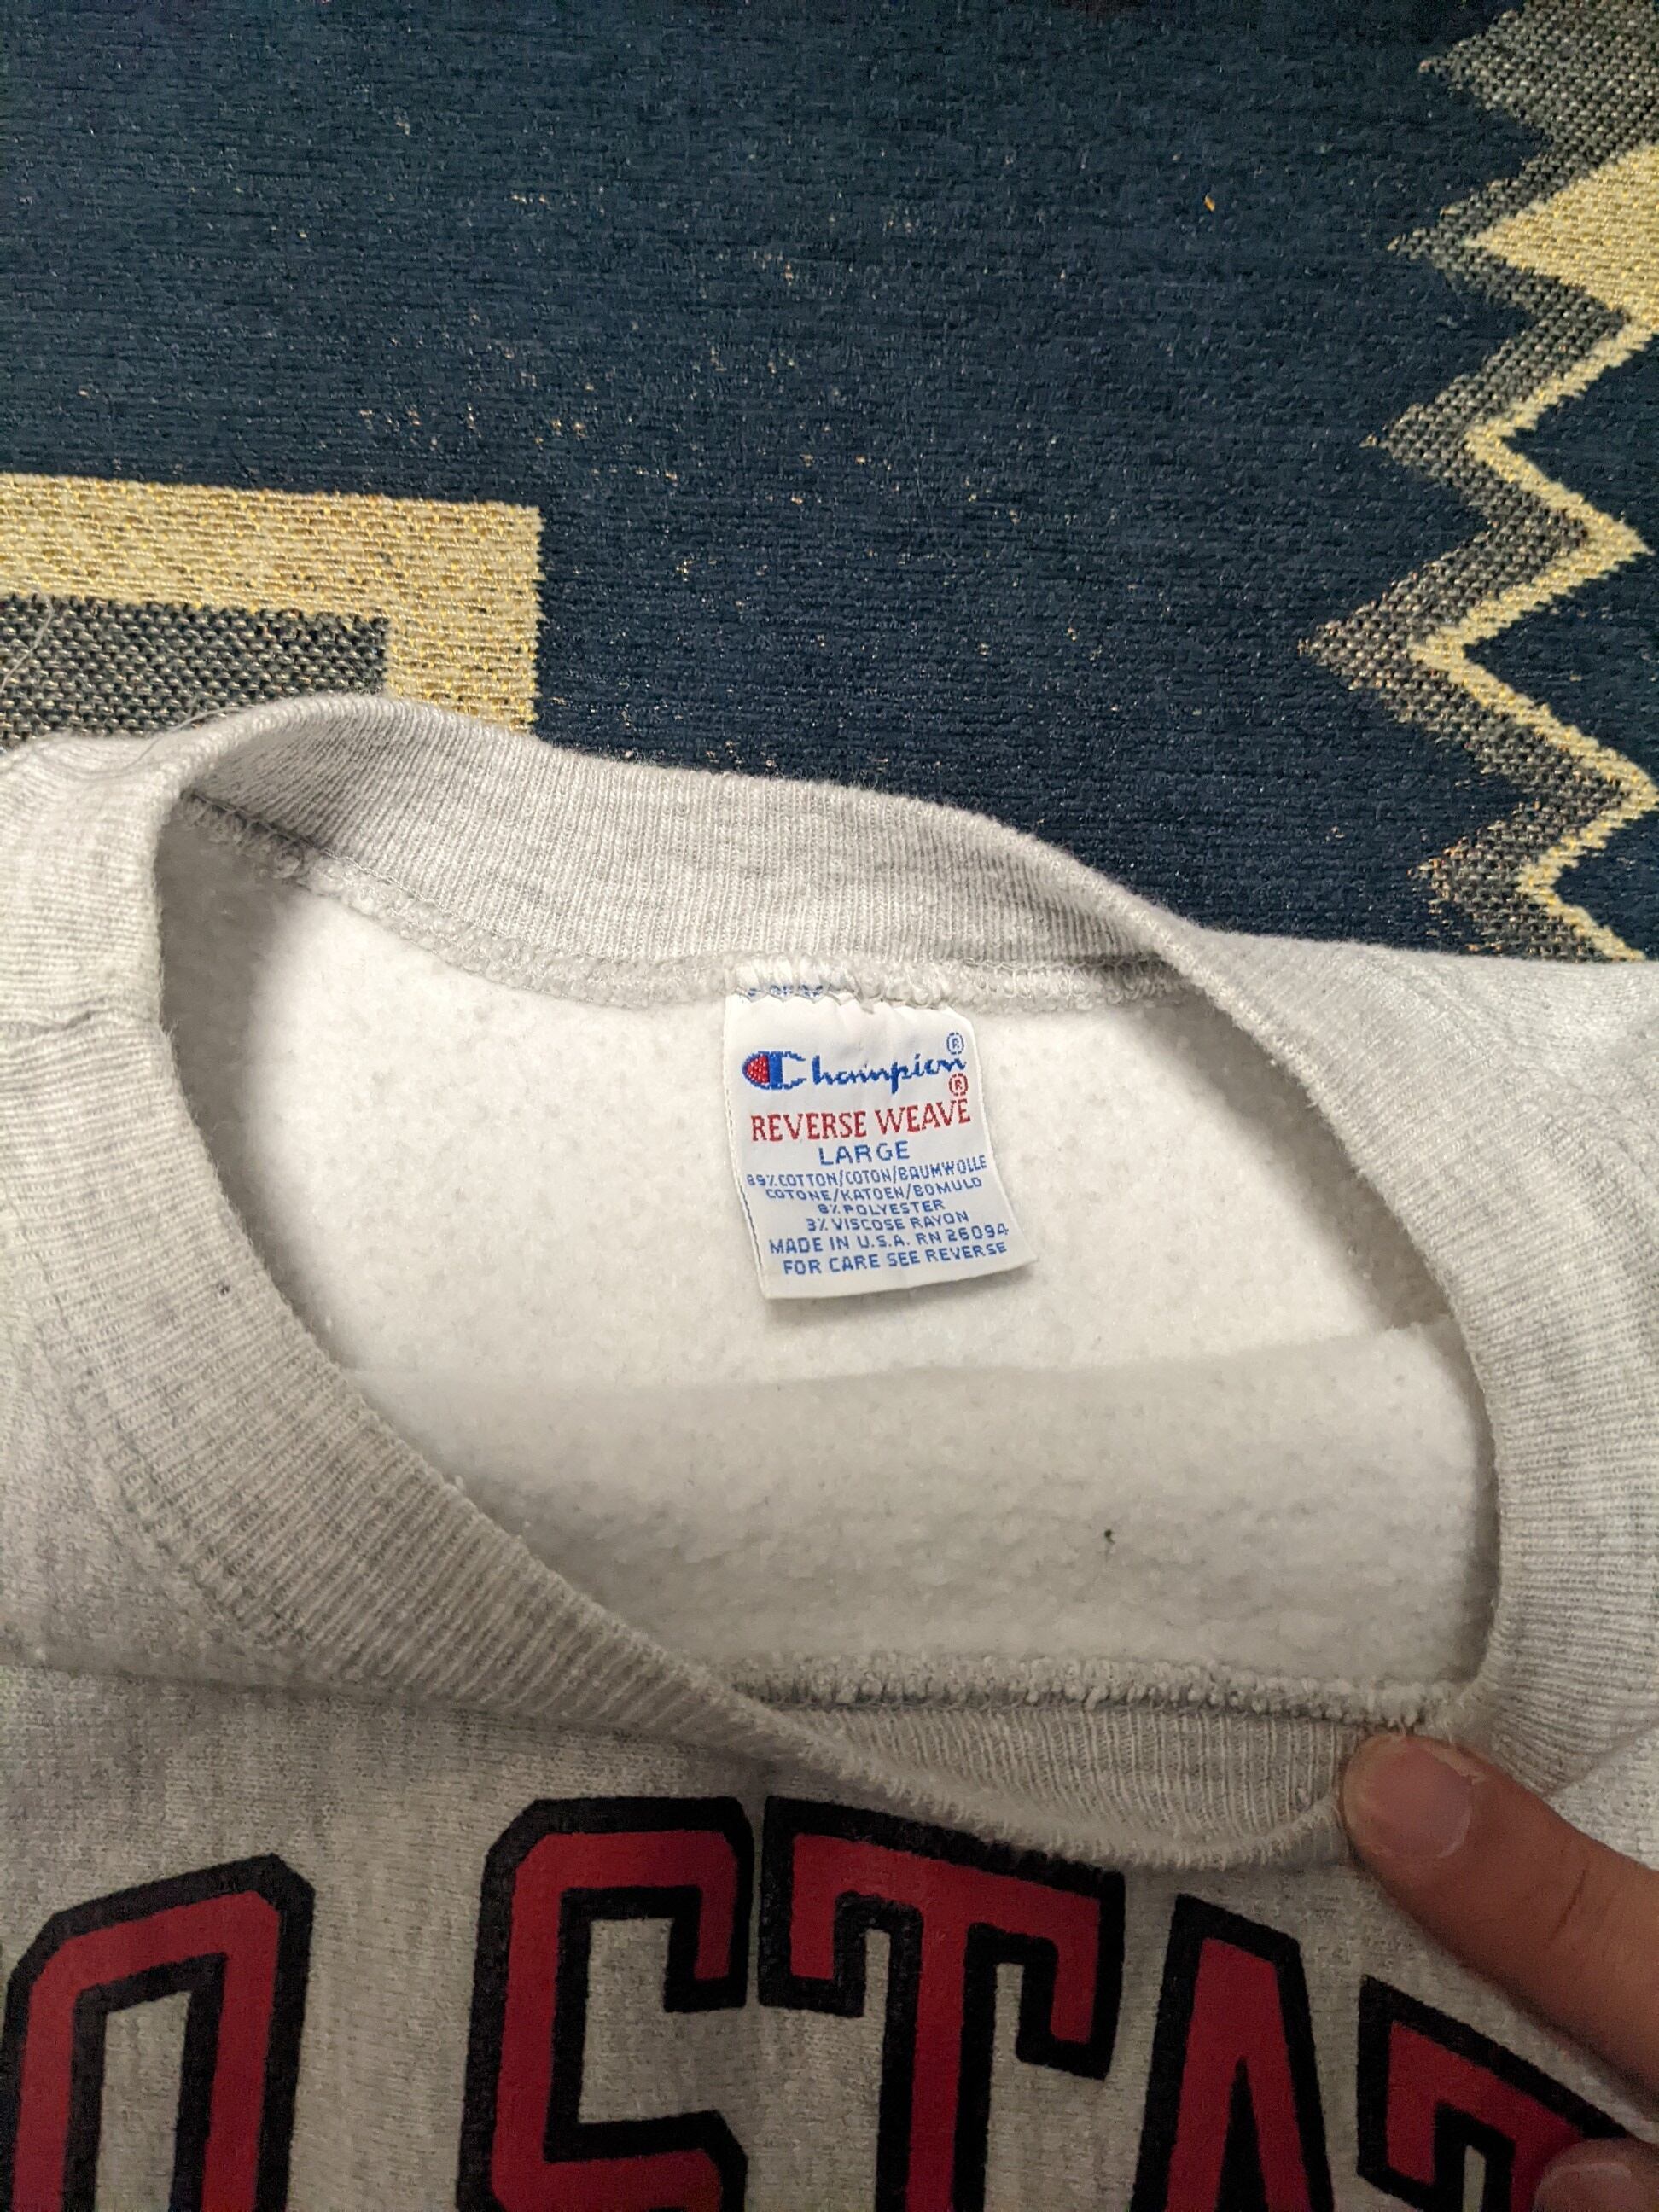 Champion®
REVERSE WEAVE®
LARGE
89% COTTON/COTON/BAUMWOLLE
COTONE/KATOEN/BOMULD
8% POLYESTER
3% VISCOSE RAYON
MADE IN U.S.A. RN 26094
FOR CARE SEE REVERSE
O STAT